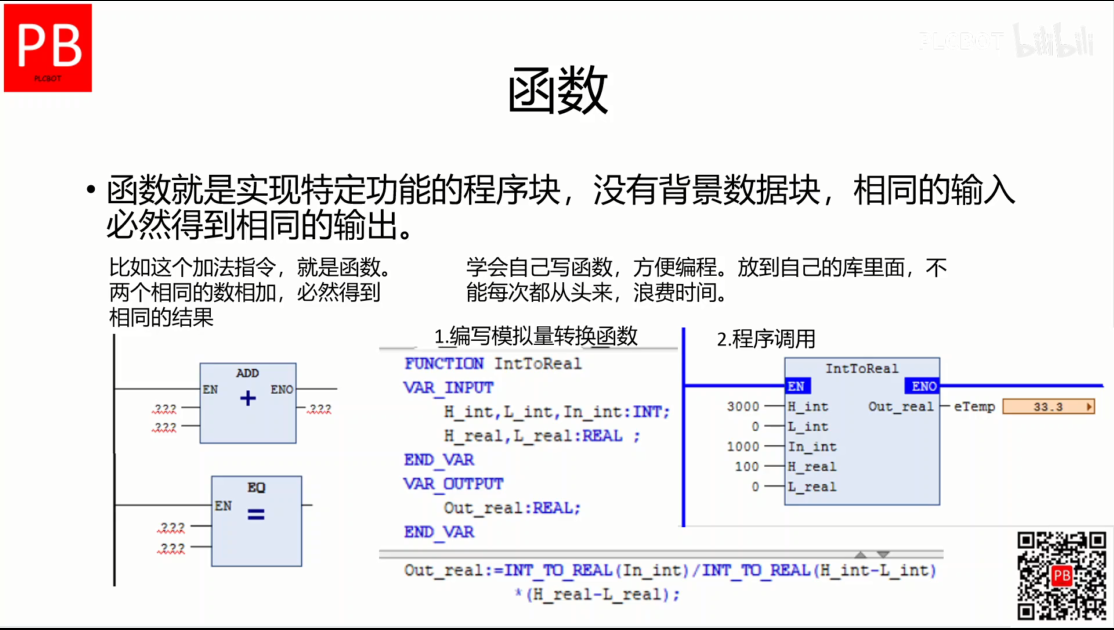 PB
PLCBOT
PLCBOT bilibili
函数
• 函数就是实现特定功能的程序块，没有背景数据块，相同的输入
必然得到相同的输出。
比如这个加法指令，就是函数。
两个相同的数相加，必然得到
相同的结果
学会自己写函数，方便编程。放到自己的库里面，不
能每次都从头来，浪费时间。
ADD
EN
+
ENO
???
???
???
EQ
EN
=
???
???
1.编写模拟量转换函数
FUNCTION IntToReal
VAR_INPUT
H_int,L_int,In_int:INT;
H_real,L_real:REAL ;
END_VAR
VAR_OUTPUT
Out_real:REAL;
END_VAR
Out_real:=INT_TO_REAL(In_int)/INT_TO_REAL(H_int-L_int)
*(H_real-L_real);
2.程序调用
IntToReal
EN ENO
3000 H_int Out_real eTemp 33.3
0 L_int
1000 In_int
100 H_real
0 L_real
PB